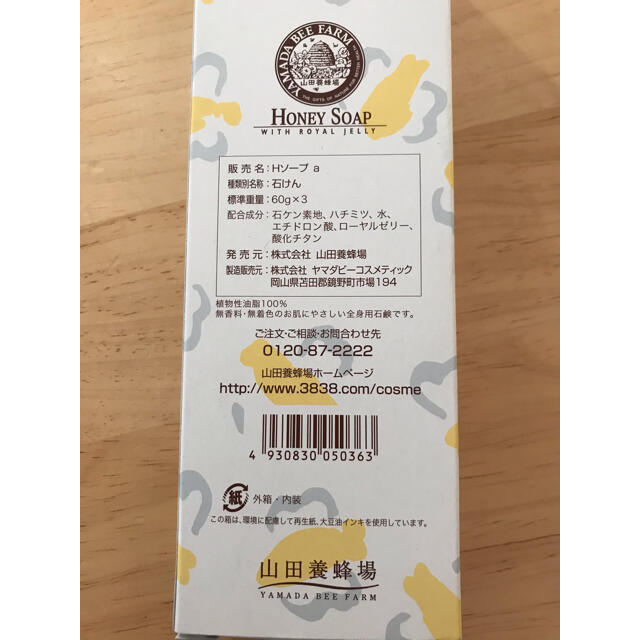 YAMADA BEE FARM
山田養蜂場
THE GIFTS OF NATURE FOR BETTER HEALTH
HONEY SOAP
WITH ROYAL JELLY
販売名:Hソープ a
種類別名称:石けん
標準重量:60g×3
配合成分:石ケン素地、ハチミツ、水、
エチドロン酸、ローヤルゼリー、
酸化チタン
発売元:株式会社 山田養蜂場
製造販売元:株式会社 ヤマダビーコスメティック
岡山県苫田郡鏡野町市場194
植物性油脂100%
無香料・無着色のお肌にやさしい全身用石鹸です。
ご注文・ご相談・お問合わせ先
0120-87-2222
山田養蜂場ホームページ
http://www.3838.com/cosme
4 930830 050363
紙 外箱・内装
この箱は、環境に配慮して再生紙、大豆油インキを使用しています。
山田養蜂場
YAMADA BEE FARM